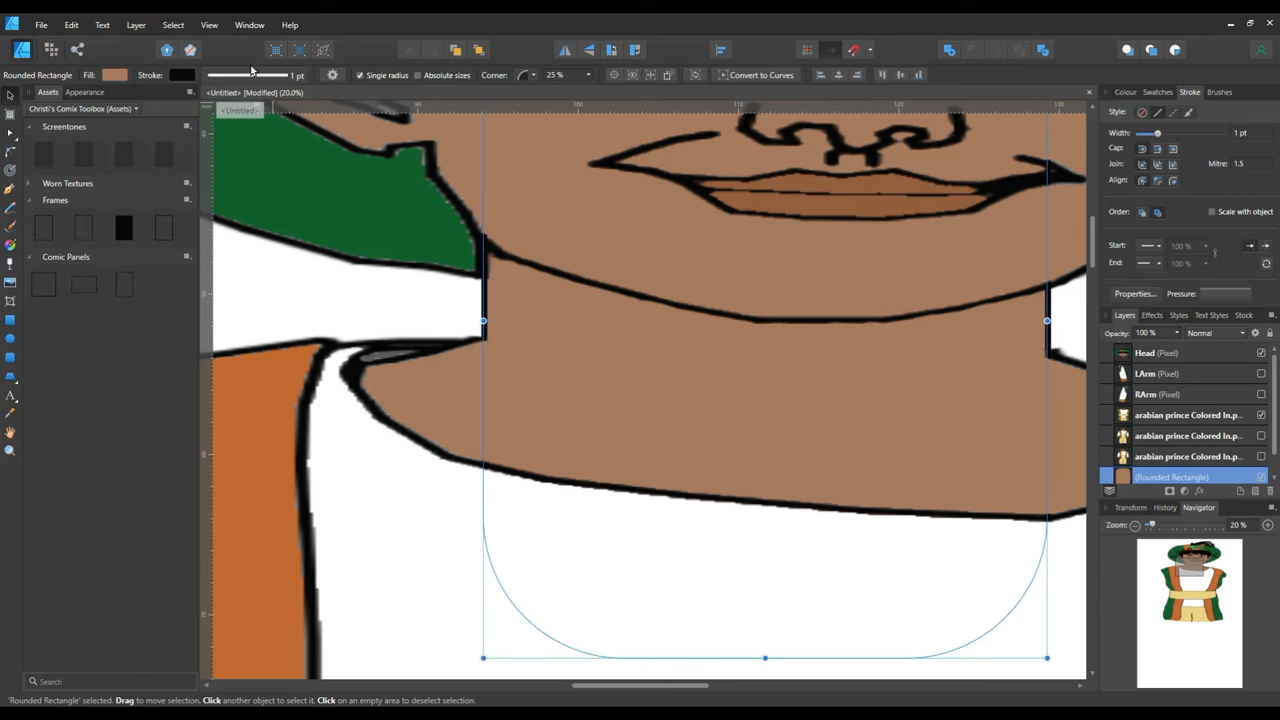 File Edit Text Layer Select View Window Help
Rounded Rectangle Fill: Stroke: 1 pt Single radius Absolute sizes Corner: 25 % Convert to Curves
Assets Appearance
<Untitled> [Modified] (20.0%)
Colour Swatches Stroke Brushes
Christi's Comix Toolbox (Assets)
<Untitled>
90 100 110 120 130
Style:
Screentones
Width: 1 pt
Cap:
Join: Mitre: 1.5
Align:
Worn Textures
Frames
Order: Scale with object
Start: 100 %
Comic Panels
End: 100 %
Properties... Pressure:
Layers Effects Styles Text Styles Stock
Opacity: 100 % Normal
Head (Pixel)
LArm (Pixel)
RArm (Pixel)
arabian prince Colored In.p...
arabian prince Colored In.p...
arabian prince Colored In.p...
(Rounded Rectangle)
Transform History Navigator
Zoom: 20 %
Search
'Rounded Rectangle' selected. Drag to move selection. Click another object to select it. Click on an empty area to deselect selection.